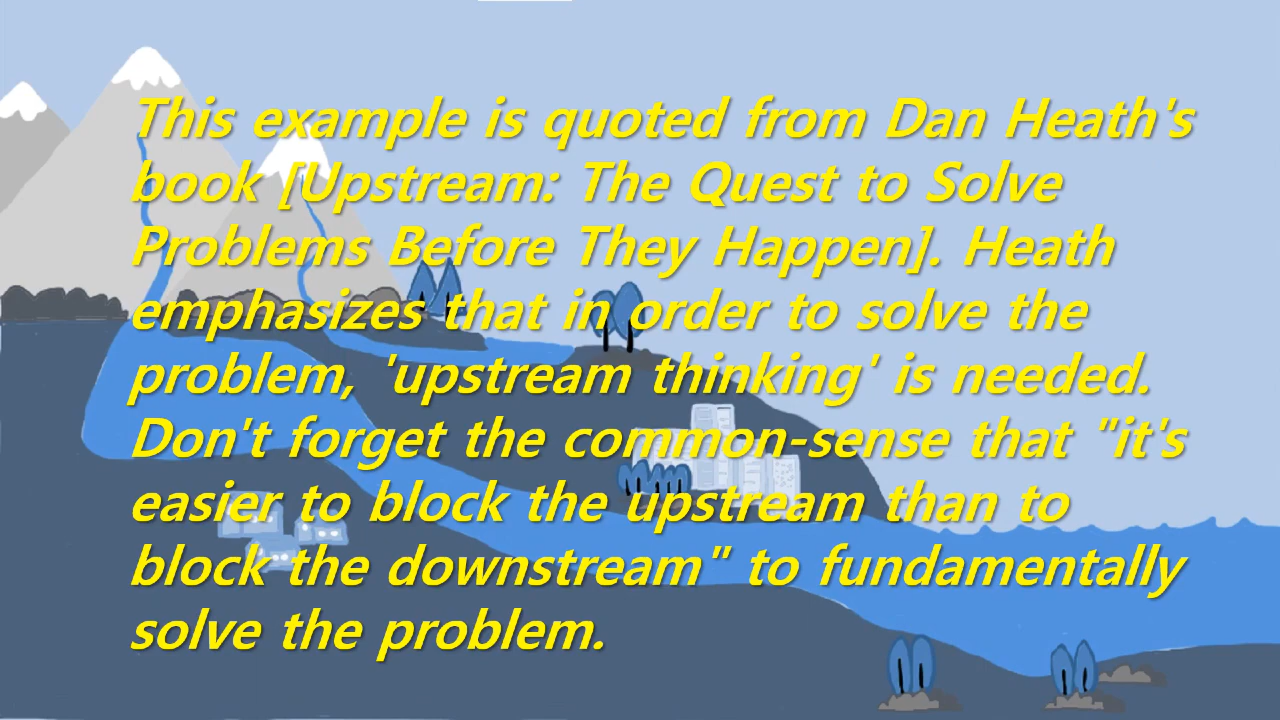 This example is quoted from Dan Heath's
book [Upstream: The Quest to Solve
Problems Before They Happen]. Heath
emphasizes that in order to solve the
problem, 'upstream thinking' is needed.
Don't forget the common-sense that "it's
easier to block the upstream than to
block the downstream" to fundamentally
solve the problem.